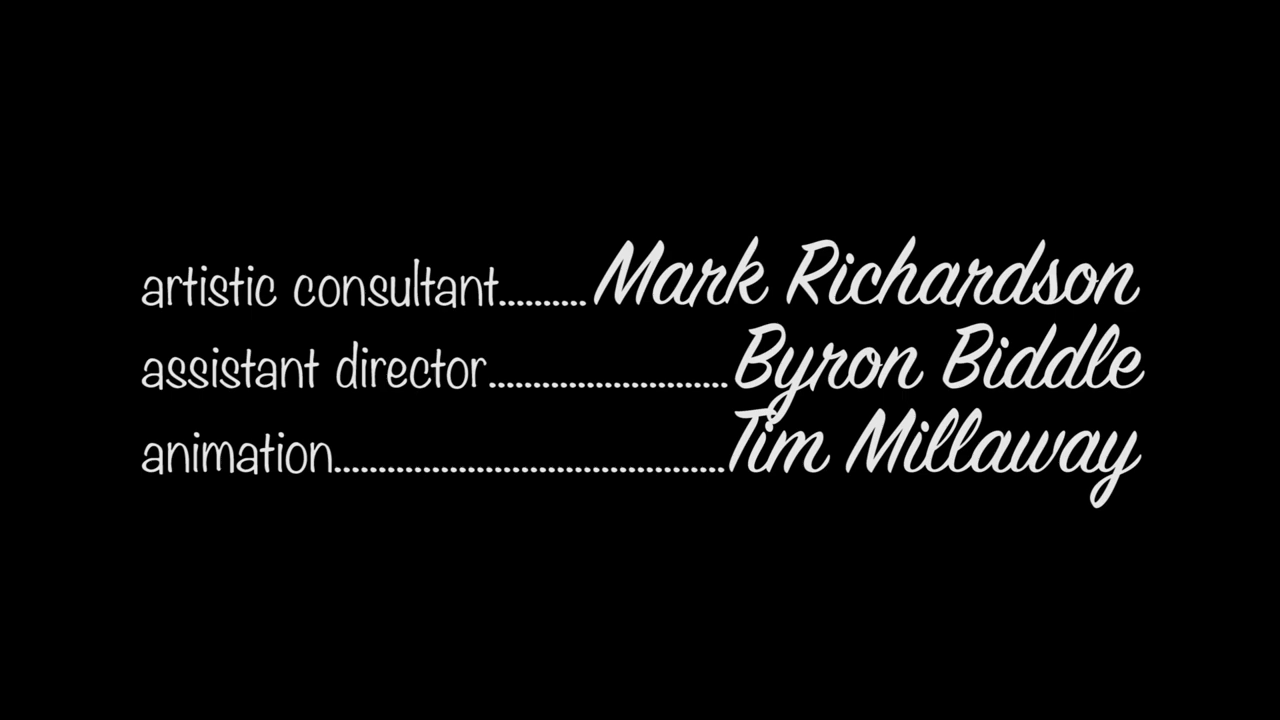 artistic consultant..........Mark Richardson
assistant director...........................Byron Biddle
animation............................................Tim Millaway